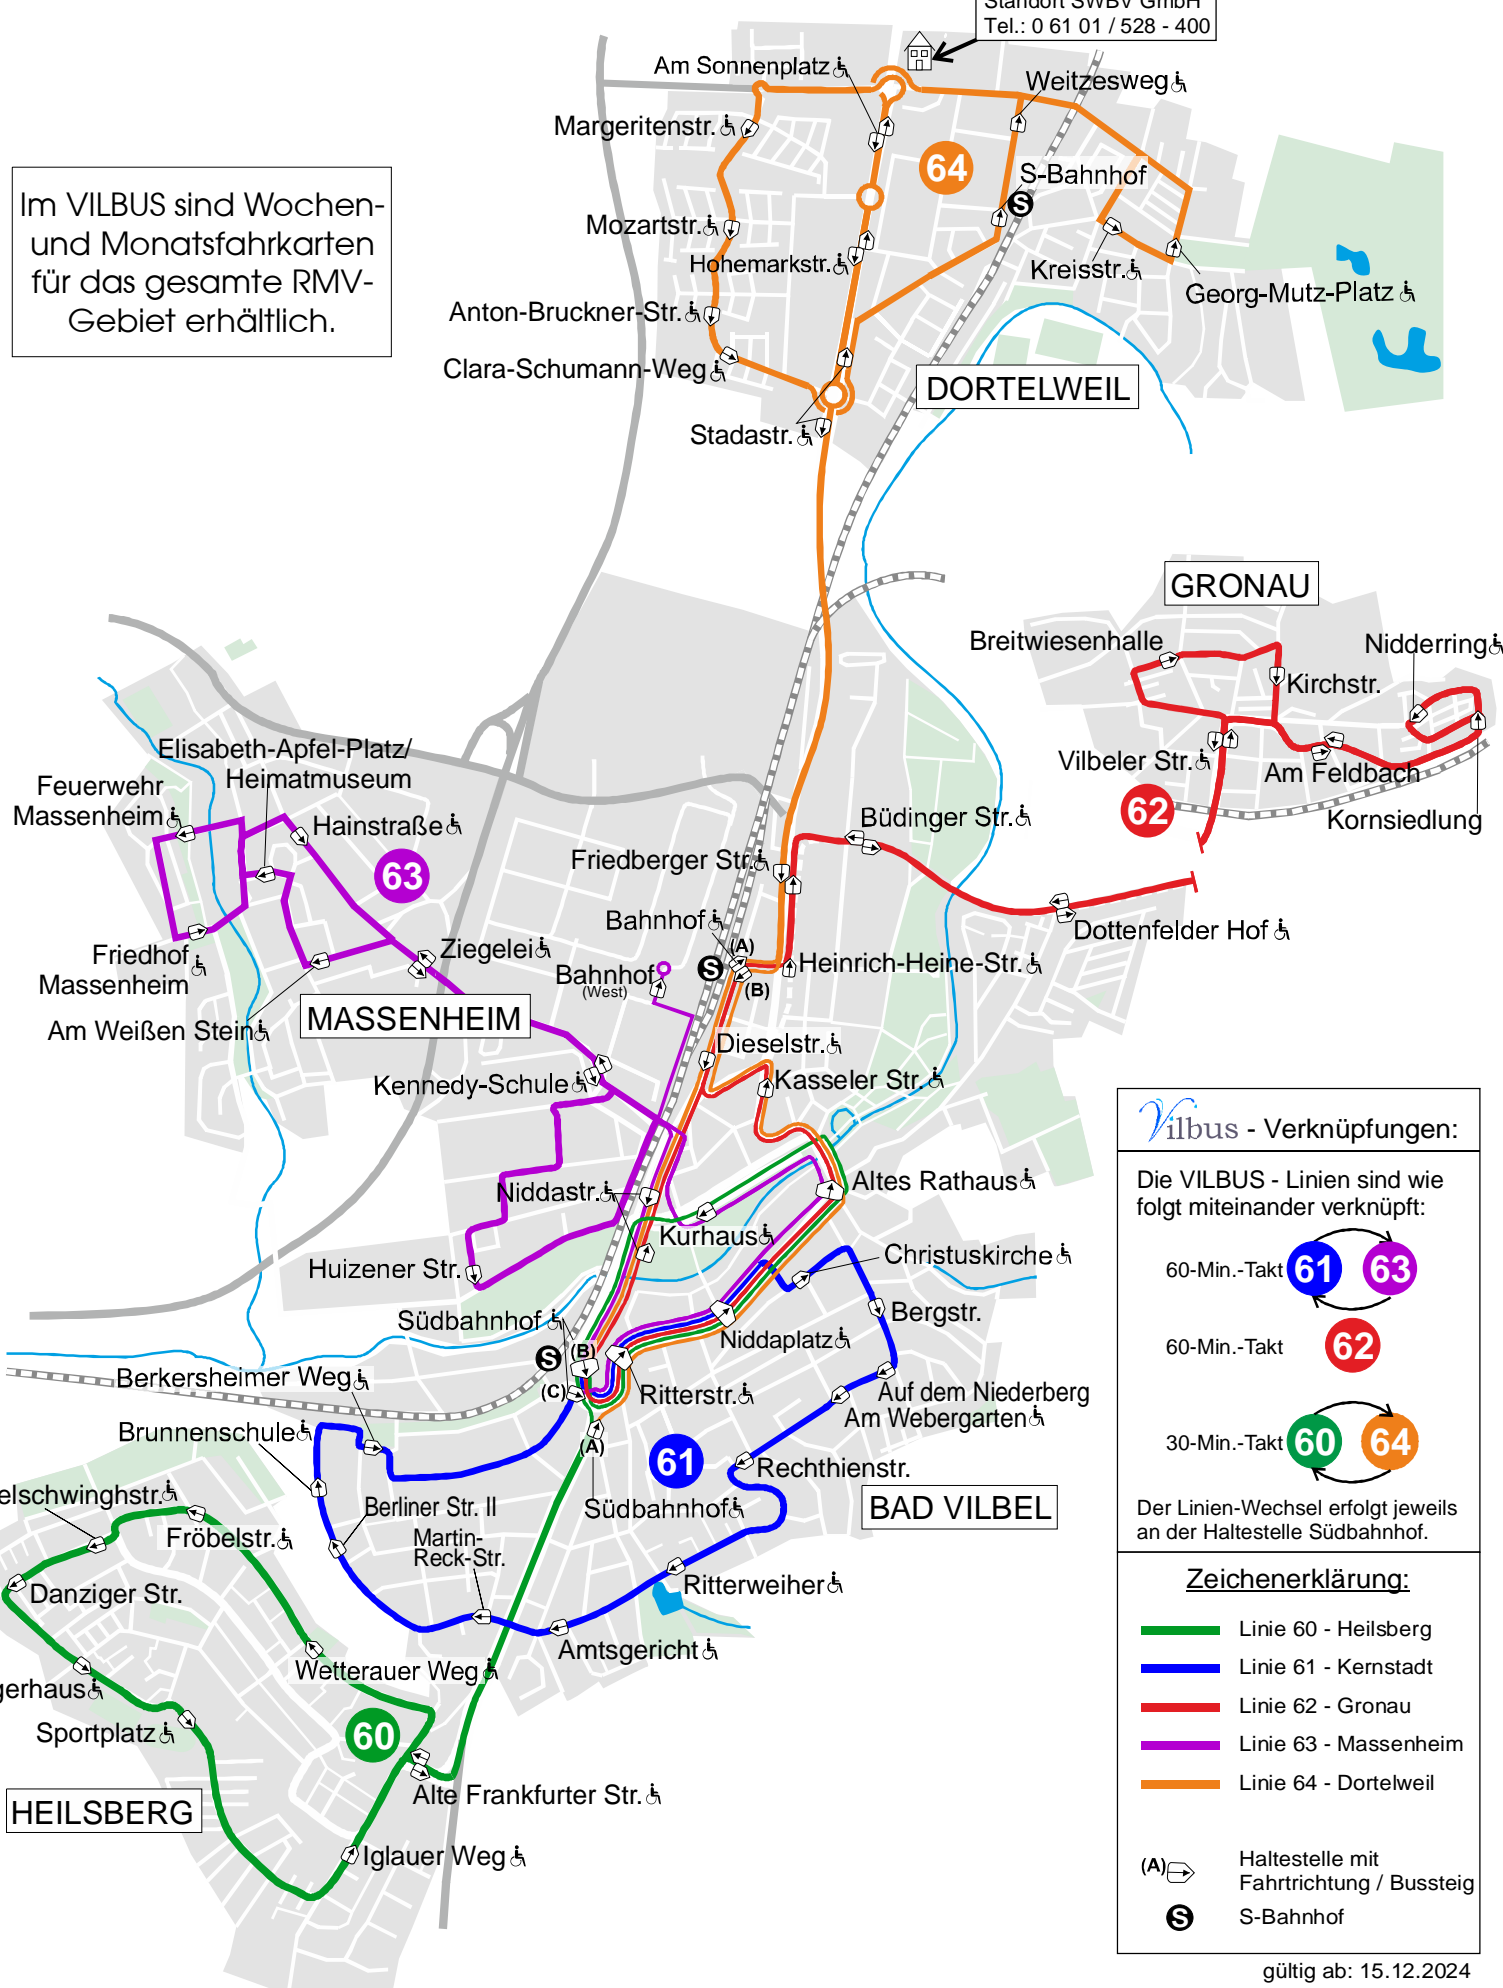 Standort SWBV GmbH
Tel.: 0 61 01 / 528 - 400
Am Sonnenplatz
Weitzesweg
Margeritenstr.
64
S-Bahnhof
S
Im VILBUS sind Wochen-
und Monatsfahrkarten
für das gesamte RMV-
Gebiet erhältlich.
Mozartstr.
Hohemarkstr.
Kreisstr.
Georg-Mutz-Platz
Anton-Bruckner-Str.
Clara-Schumann-Weg
DORTELWEIL
Stadastr.
GRONAU
Breitwiesenhalle
Nidderring
Kirchstr.
Vilbeler Str.
Am Feldbach
62
Kornsiedlung
Elisabeth-Apfel-Platz/
Heimatmuseum
Feuerwehr
Massenheim
Hainstraße
63
Büdinger Str.
Friedberger Str.
Bahnhof
(A)
S
(B)
Heinrich-Heine-Str.
Dottenfelder Hof
Friedhof
Massenheim
Ziegelei
Bahnhof
(West)
Am Weißen Stein
MASSENHEIM
Dieselstr.
Kennedy-Schule
Kasseler Str.
Niddastr.
Altes Rathaus
Kurhaus
Huizener Str.
Christuskirche
Bergstr.
Südbahnhof
Niddaplatz
S
(B)
(C)
Berkersheimer Weg
Ritterstr.
Auf dem Niederberg
Am Webergarten
Brunnenschule
(A)
61
Rechthienstr.
elschwinghstr.
Berliner Str. II
Südbahnhof
BAD VILBEL
Fröbelstr.
Martin-
Reck-Str.
Danziger Str.
Ritterweiher
Amtsgericht
Wetterauer Weg
gerhaus
Sportplatz
60
Alte Frankfurter Str.
HEILSBERG
Iglauer Weg
Vilbus - Verknüpfungen:
Die VILBUS - Linien sind wie
folgt miteinander verknüpft:
60-Min.-Takt 61 63
60-Min.-Takt 62
30-Min.-Takt 60 64
Der Linien-Wechsel erfolgt jeweils
an der Haltestelle Südbahnhof.
Zeichenerklärung:
Linie 60 - Heilsberg
Linie 61 - Kernstadt
Linie 62 - Gronau
Linie 63 - Massenheim
Linie 64 - Dortelweil
(A) Haltestelle mit
Fahrtrichtung / Bussteig
S S-Bahnhof
gültig ab: 15.12.2024